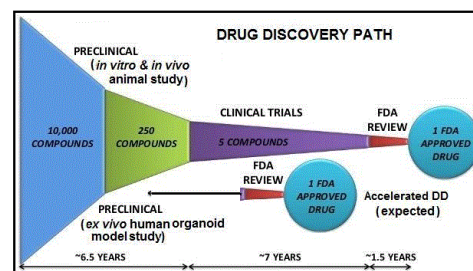 DRUG DISCOVERY PATH
PRECLINICAL
(in vitro & in vivo
animal study)
10,000
COMPOUNDS
250
COMPOUNDS
CLINICAL TRIALS
5 COMPOUNDS
FDA
REVIEW
1 FDA
APPROVED
DRUG
FDA
REVIEW
1 FDA
APPROVED
DRUG
Accelerated DD
(expected)
PRECLINICAL
(ex vivo human organoid
model study)
~6.5 YEARS
~7 YEARS
~1.5 YEARS